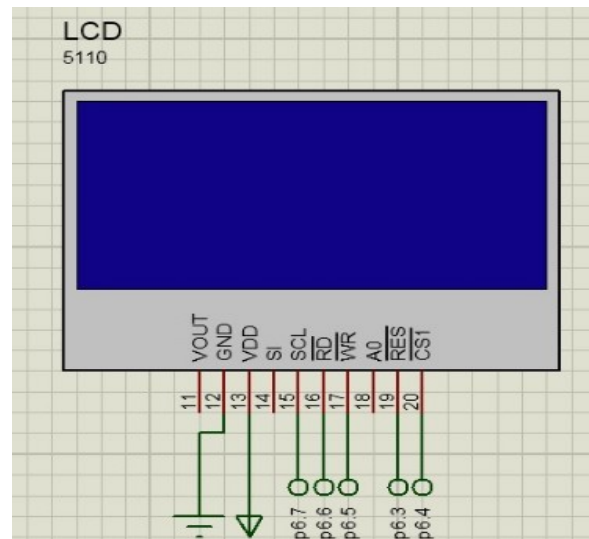 LCD
5110
VOUT
GND
VDD
SI
SCL
RD
WR
A0
RES
CS1
11
12
13
14
15
16
17
18
19
20
p6.7
p6.6
p6.5
p6.3
p6.4